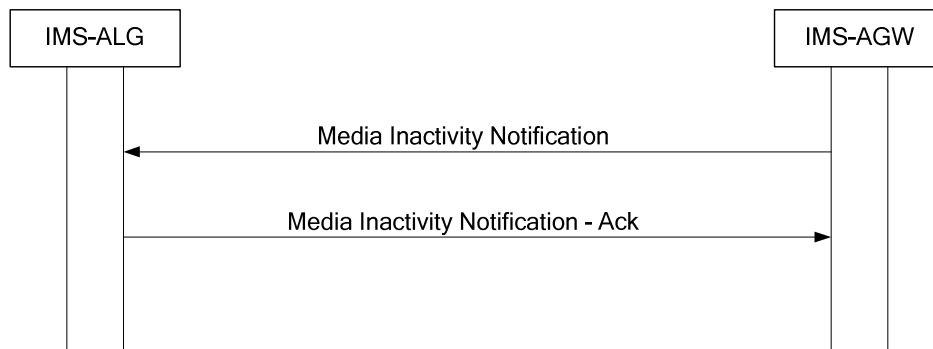 IMS-ALG
IMS-AGW
Media Inactivity Notification
Media Inactivity Notification - Ack